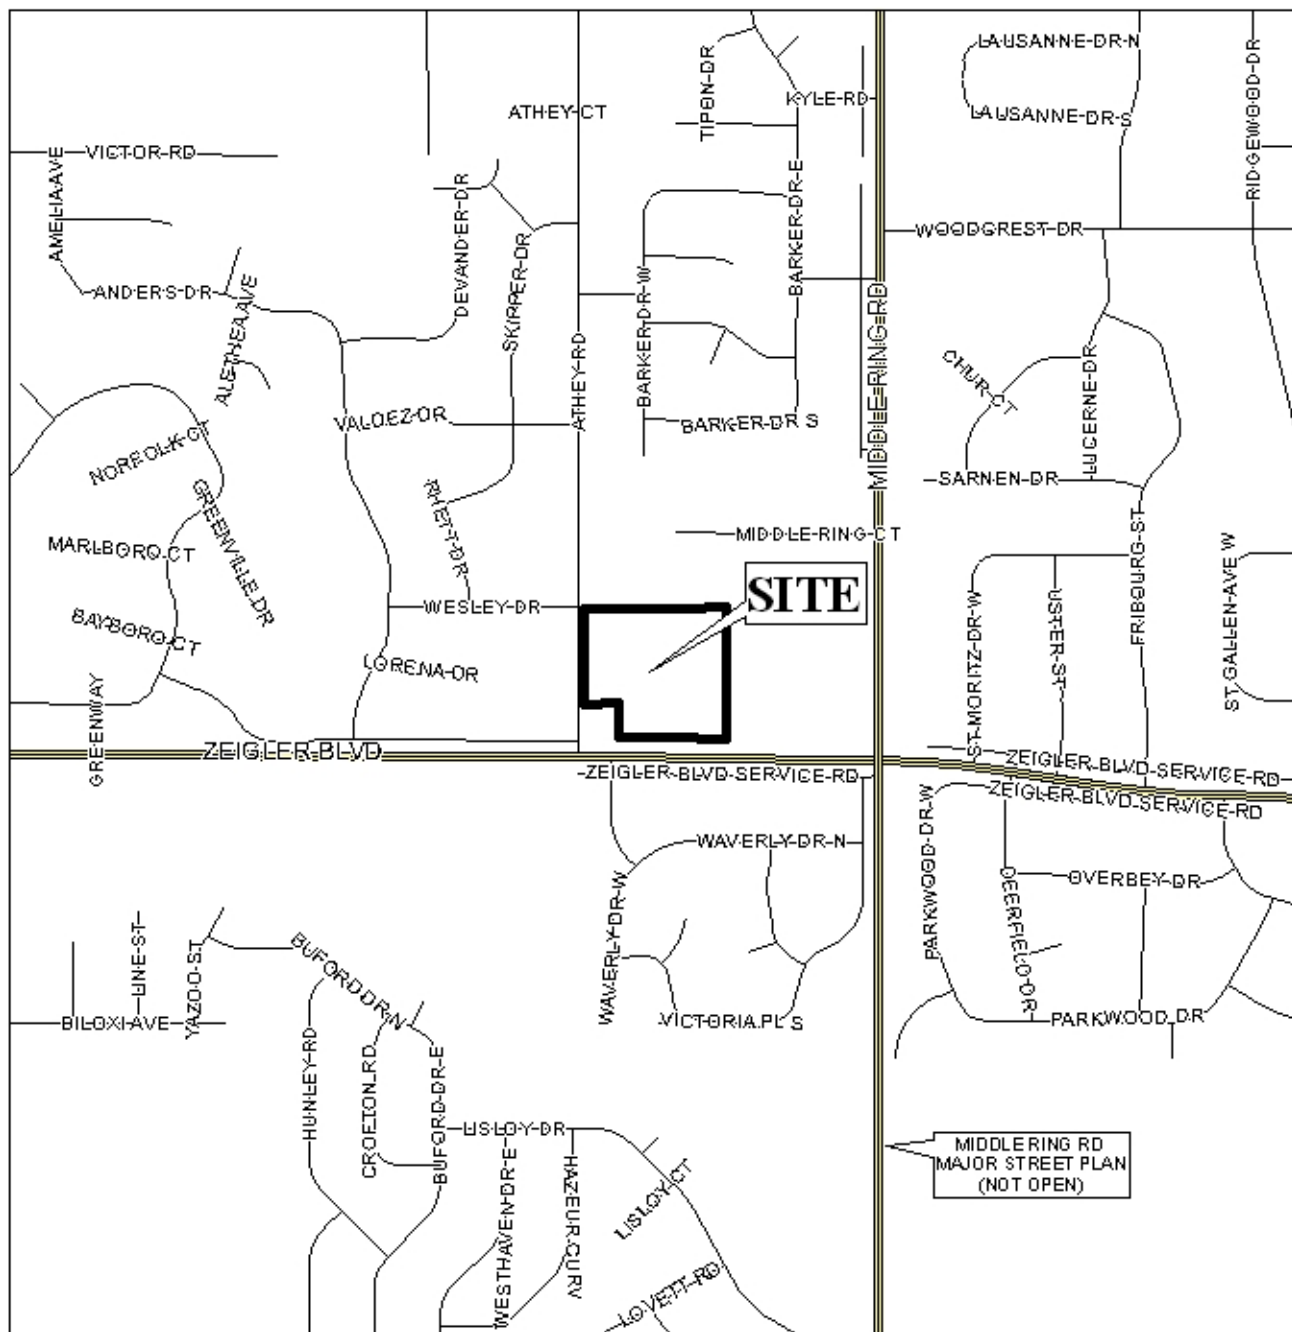 LAUSANNE-DR-N
TIPON-DR
RIDGEWOOD-DR
KYLE-RD
ATHEY-CT
LAUSANNE-DR-S
VICTOR-RD
AMELIA AVE
DEVANDER-DR
BARKER-DR-E
WOODCREST-DR
SKIPPER-DR
ANDERS-DR
ALETHEA AVE
BARKER-DR-W
MIDDLE-RING-RD
ATHEY-RD
CHUR CT
LUCERNE-DR
VALDEZ-DR
BARKER-DR S
NORFOLK-CT
SARNEN-DR
RHETT-DR
GREENVILLE DR
FRIBOURG-ST
MIDDLE-RING-CT
MARLBORO CT
ST GALLEN-AVE W
SITE
WESLEY-DR
ST-MORITZ-DR-W
USTER-ST
BAYBORO CT
LORENA-DR
GREENWAY
ZEIGLER BLVD
ZEIGLER-BLVD-SERVICE-RD
ZEIGLER-BLVD-SERVICE-RD
ZEIGLER-BLVD-SERVICE-RD
PARKWOOD-DR-W
WAVERLY-DR-N
DEERFIELD-DR
OVERBEY-DR
WAVERLY-DR-W
LINE-ST
YAZOO-ST
BUFORD DR-N
BILOXI-AVE
VICTORIA PL S
PARKWOOD DR
HUNLEY-RD
CROETON-RD
BUFORD-DR-E
LISLOY-DR
MIDDLE RING RD
MAJOR STREET PLAN
(NOT OPEN)
WESTHAVEN-DR-E
HAZEUR-CURV
LISLOY-CT
LOVETT-RD